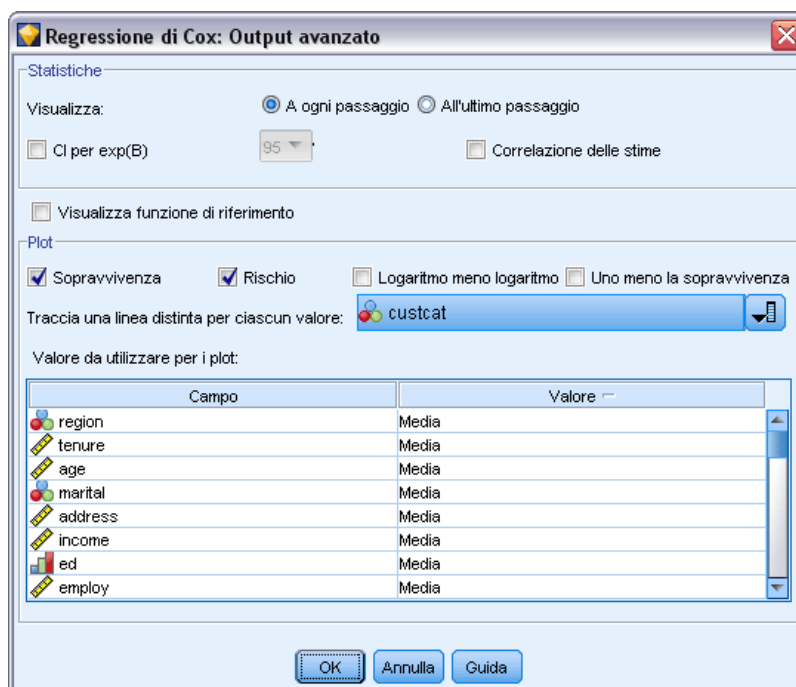 Regressione di Cox: Output avanzato
Statistiche
Visualizza: A ogni passaggio All'ultimo passaggio
CI per exp(B) 95 Correlazione delle stime
Visualizza funzione di riferimento
Plot
Sopravvivenza Rischio Logaritmo meno logaritmo Uno meno la sopravvivenza
Traccia una linea distinta per ciascun valore: custcat
Valore da utilizzare per i plot:
Campo Valore
region Media
tenure Media
age Media
marital Media
address Media
income Media
ed Media
employ Media
OK Annulla Guida